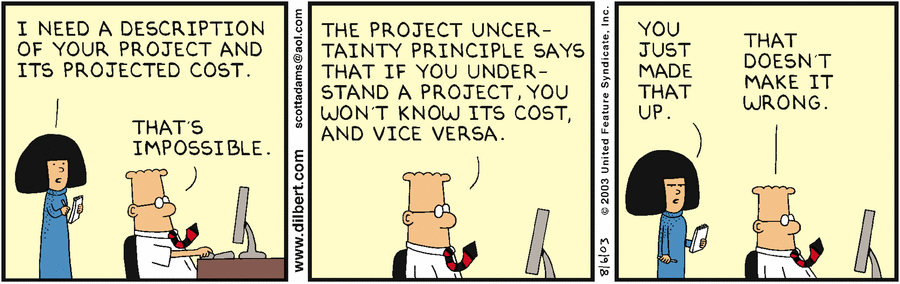 I NEED A DESCRIPTION
OF YOUR PROJECT AND
ITS PROJECTED COST.
THAT'S
IMPOSSIBLE.
www.dilbert.com
scottadams@aol.com
THE PROJECT UNCER-
TAINTY PRINCIPLE SAYS
THAT IF YOU UNDER-
STAND A PROJECT, YOU
WON'T KNOW ITS COST,
AND VICE VERSA.
8/6/03 © 2003 United Feature Syndicate, Inc.
YOU
JUST
MADE
THAT
UP.
THAT
DOESN'T
MAKE IT
WRONG.